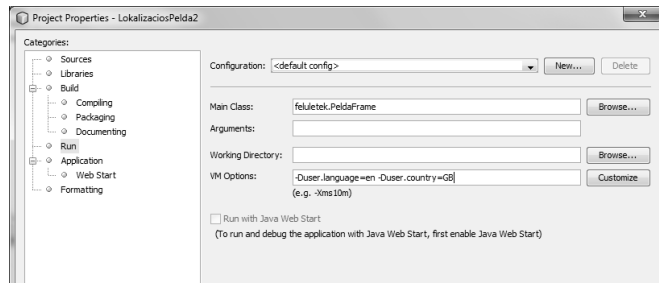 Project Properties - LokalizaciosPelda2
Categories:
Sources
Libraries
Build
Compiling
Packaging
Documenting
Run
Application
Web Start
Formatting
Configuration: <default config> New... Delete
Main Class: feluletek.PeldaFrame Browse...
Arguments:
Working Directory: Browse...
VM Options: -Duser.language=en -Duser.country=GB Customize
(e.g. -Xms10m)
Run with Java Web Start
(To run and debug the application with Java Web Start, first enable Java Web Start)